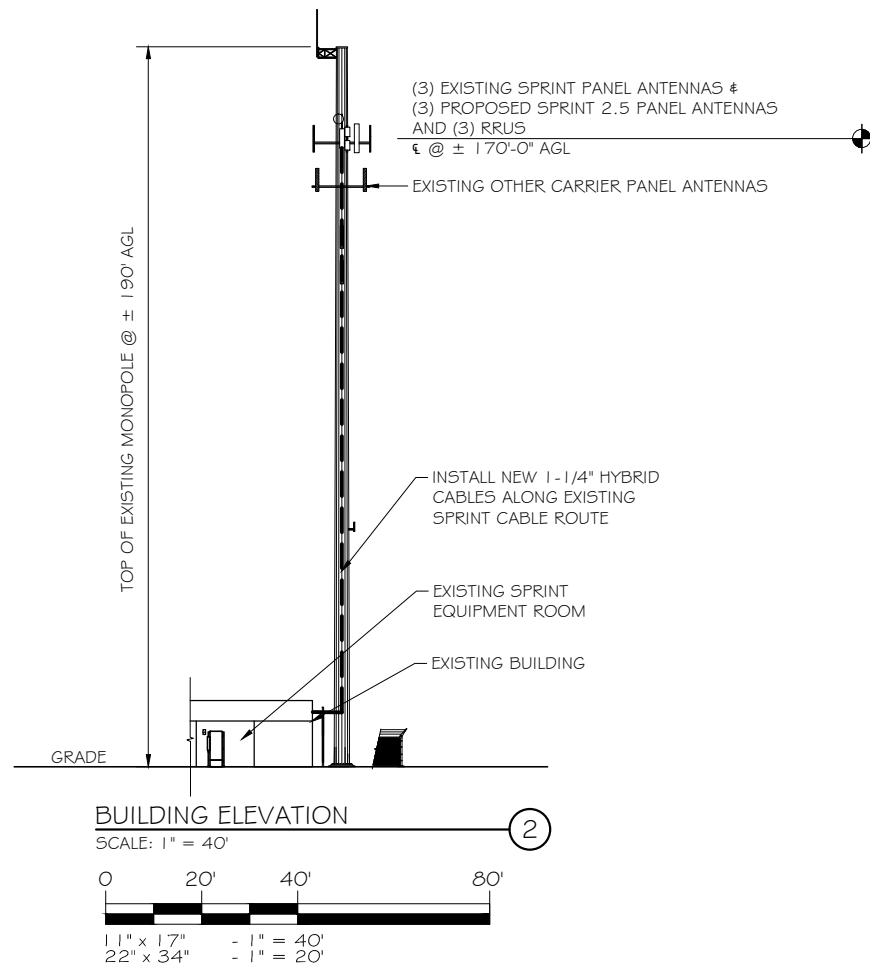 (3) EXISTING SPRINT PANEL ANTENNAS &
(3) PROPOSED SPRINT 2.5 PANEL ANTENNAS
AND (3) RRUS
℄ @ ± 170'-0" AGL
EXISTING OTHER CARRIER PANEL ANTENNAS
TOP OF EXISTING MONOPOLE @ ± 190' AGL
INSTALL NEW 1-1/4" HYBRID
CABLES ALONG EXISTING
SPRINT CABLE ROUTE
EXISTING SPRINT
EQUIPMENT ROOM
EXISTING BUILDING
GRADE
BUILDING ELEVATION
2
SCALE: 1" = 40'
0 20' 40' 80'
11" x 17" - 1" = 40'
22" x 34" - 1" = 20'